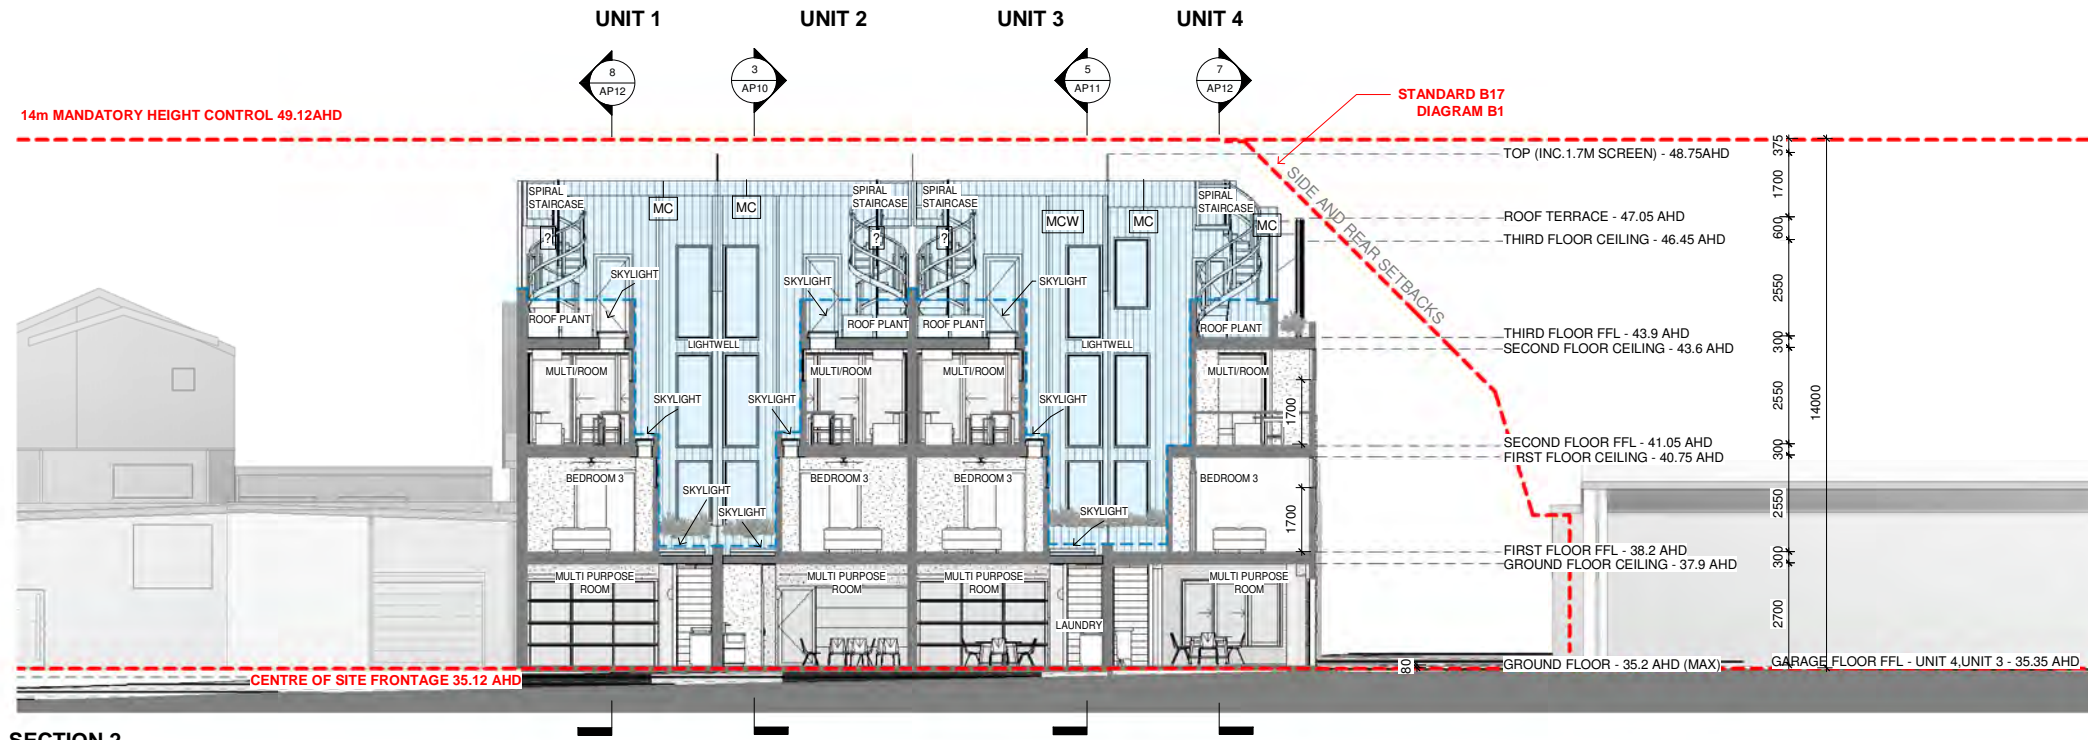 UNIT 1
UNIT 2
UNIT 3
UNIT 4
8
AP12
3
AP10
5
AP11
7
AP12
14m MANDATORY HEIGHT CONTROL 49.12AHD
STANDARD B17
DIAGRAM B1
SIDE AND REAR SETBACKS
TOP (INC.1.7M SCREEN) - 48.75AHD
ROOF TERRACE - 47.05 AHD
THIRD FLOOR CEILING - 46.45 AHD
THIRD FLOOR FFL - 43.9 AHD
SECOND FLOOR CEILING - 43.6 AHD
SECOND FLOOR FFL - 41.05 AHD
FIRST FLOOR CEILING - 40.75 AHD
FIRST FLOOR FFL - 38.2 AHD
GROUND FLOOR CEILING - 37.9 AHD
GROUND FLOOR - 35.2 AHD (MAX)
GARAGE FLOOR FFL - UNIT 4,UNIT 3 - 35.35 AHD
375
1700
600
2550
300
2550
300
2550
300
2700
14000
80
1700
1700
SPIRAL
STAIRCASE
MC
MC
SPIRAL
STAIRCASE
SPIRAL
STAIRCASE
MCW
MC
SPIRAL
STAIRCASE
MC
?
?
?
SKYLIGHT
SKYLIGHT
SKYLIGHT
ROOF PLANT
ROOF PLANT
ROOF PLANT
ROOF PLANT
LIGHTWELL
LIGHTWELL
MULTI/ROOM
MULTI/ROOM
MULTI/ROOM
MULTI/ROOM
SKYLIGHT
SKYLIGHT
SKYLIGHT
BEDROOM 3
BEDROOM 3
BEDROOM 3
BEDROOM 3
SKYLIGHT
SKYLIGHT
SKYLIGHT
MULTI PURPOSE
ROOM
MULTI PURPOSE
ROOM
MULTI PURPOSE
ROOM
MULTI PURPOSE
ROOM
LAUNDRY
CENTRE OF SITE FRONTAGE 35.12 AHD
SECTION 2